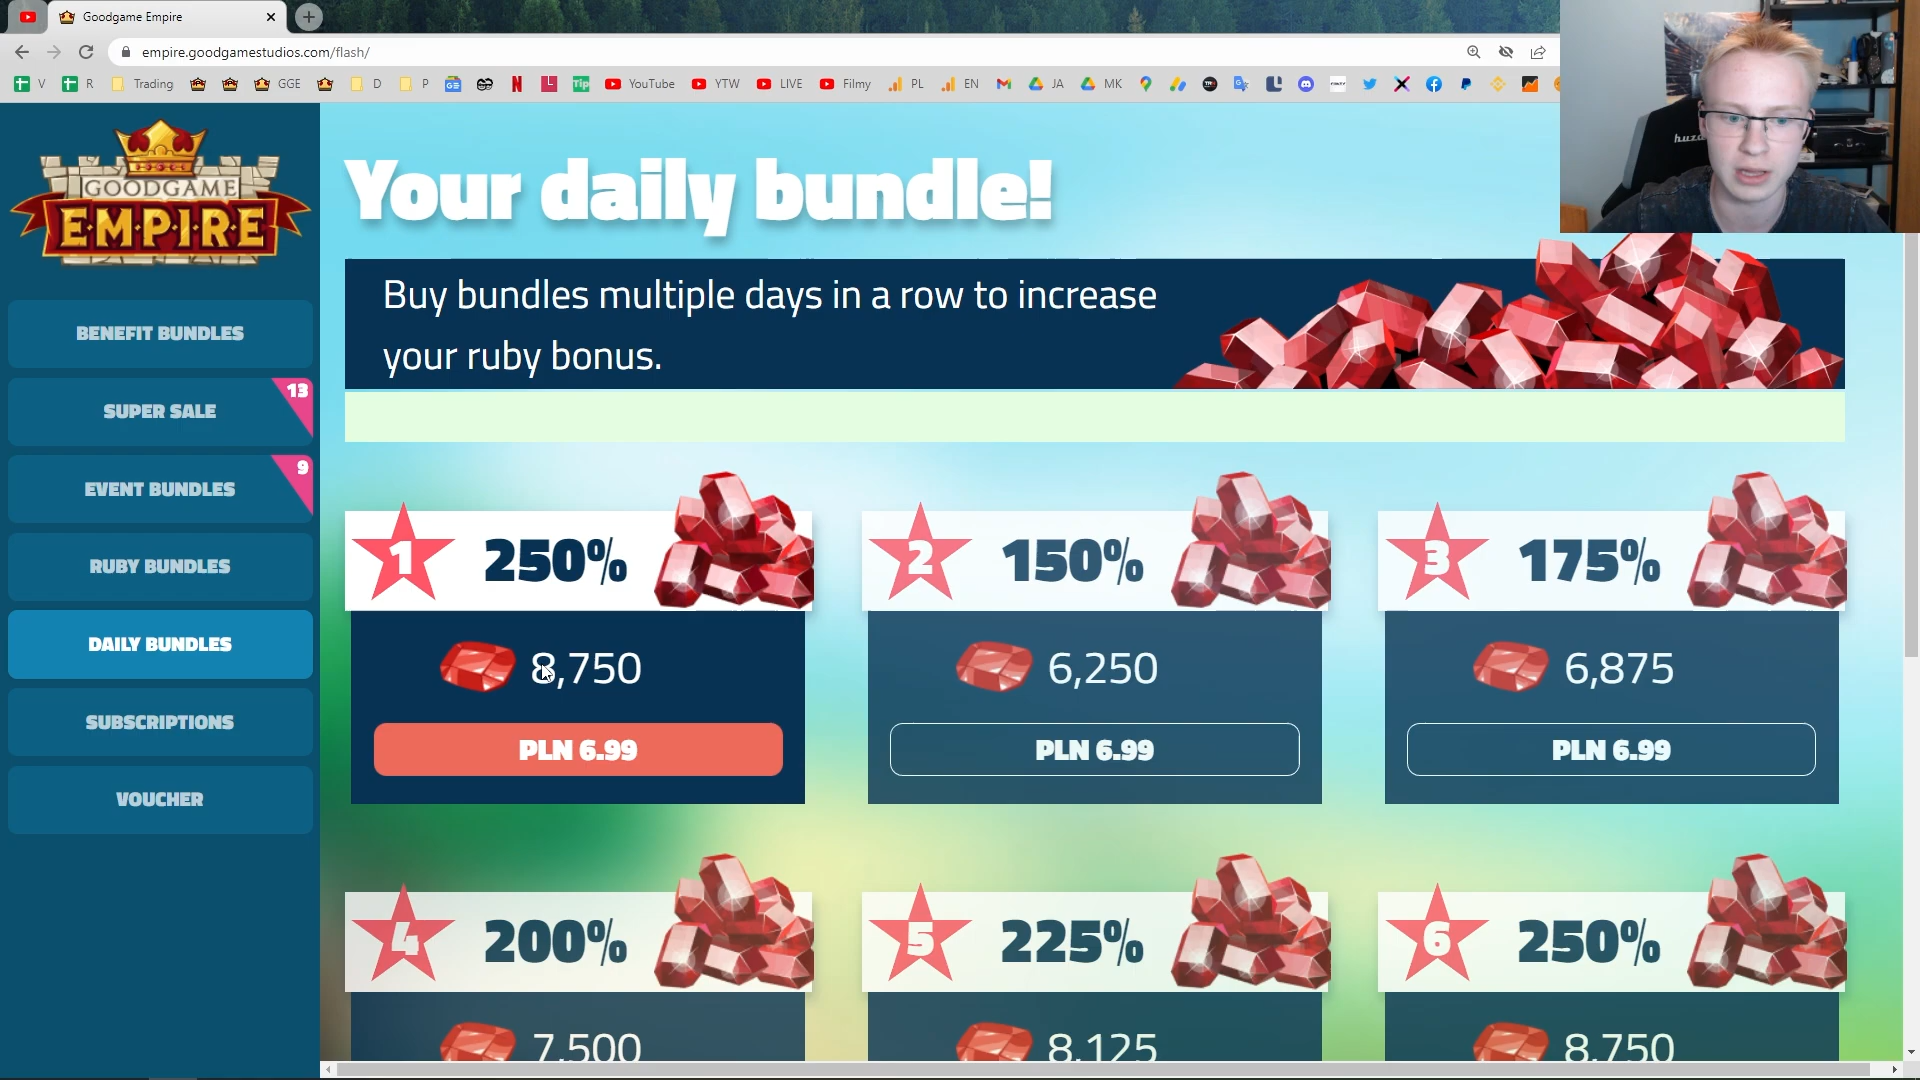 Goodgame Empire
empire.goodgamestudios.com/flash/
V R Trading GGE D P GE N L Tip YouTube YTW LIVE Filmy PL EN JA MK
GOODGAME
EMPIRE
BENEFIT BUNDLES
SUPER SALE 13
EVENT BUNDLES 9
RUBY BUNDLES
DAILY BUNDLES
SUBSCRIPTIONS
VOUCHER
Your daily bundle!
Buy bundles multiple days in a row to increase
your ruby bonus.
1 250%
8,750
PLN 6.99
2 150%
6,250
PLN 6.99
3 175%
6,875
PLN 6.99
4 200%
7,500
5 225%
8,125
6 250%
8,750